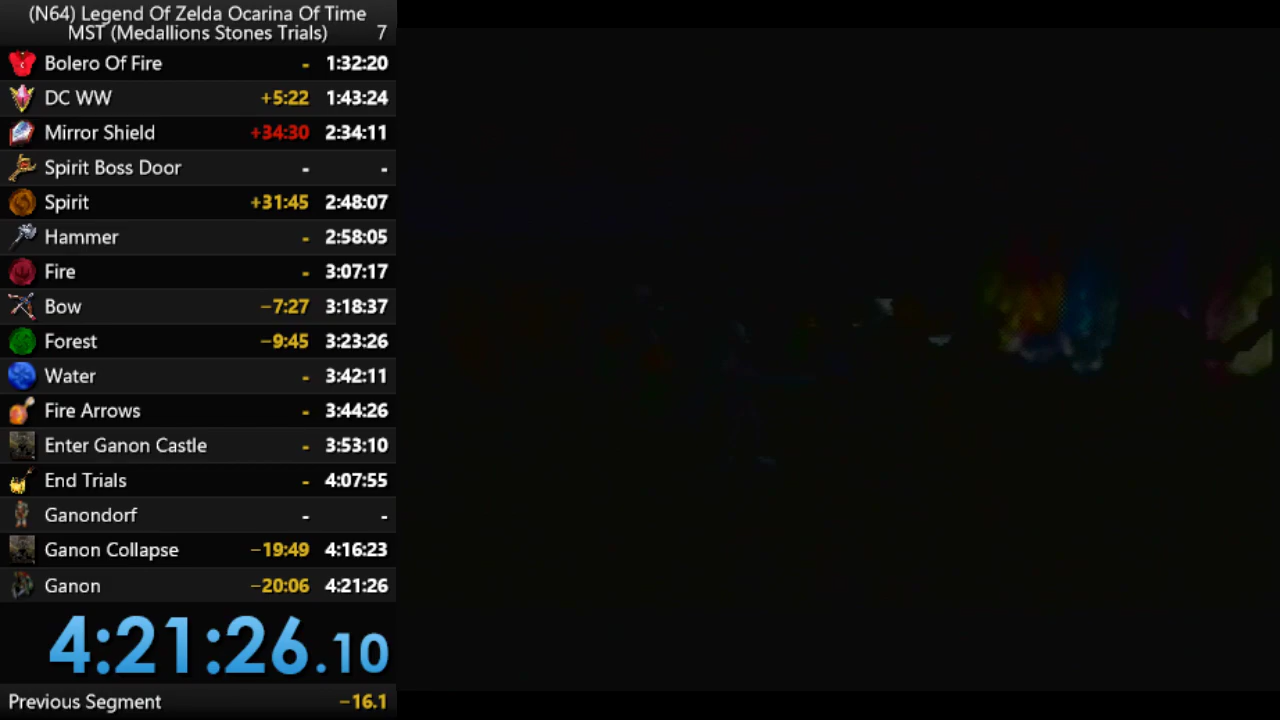 (N64) Legend Of Zelda Ocarina Of Time
MST (Medallions Stones Trials) 7
Bolero Of Fire - 1:32:20
DC WW +5:22 1:43:24
Mirror Shield +34:30 2:34:11
Spirit Boss Door - -
Spirit +31:45 2:48:07
Hammer - 2:58:05
Fire - 3:07:17
Bow −7:27 3:18:37
Forest −9:45 3:23:26
Water - 3:42:11
Fire Arrows - 3:44:26
Enter Ganon Castle - 3:53:10
End Trials - 4:07:55
Ganondorf - -
Ganon Collapse −19:49 4:16:23
Ganon −20:06 4:21:26
4:21:26.10
Previous Segment −16.1